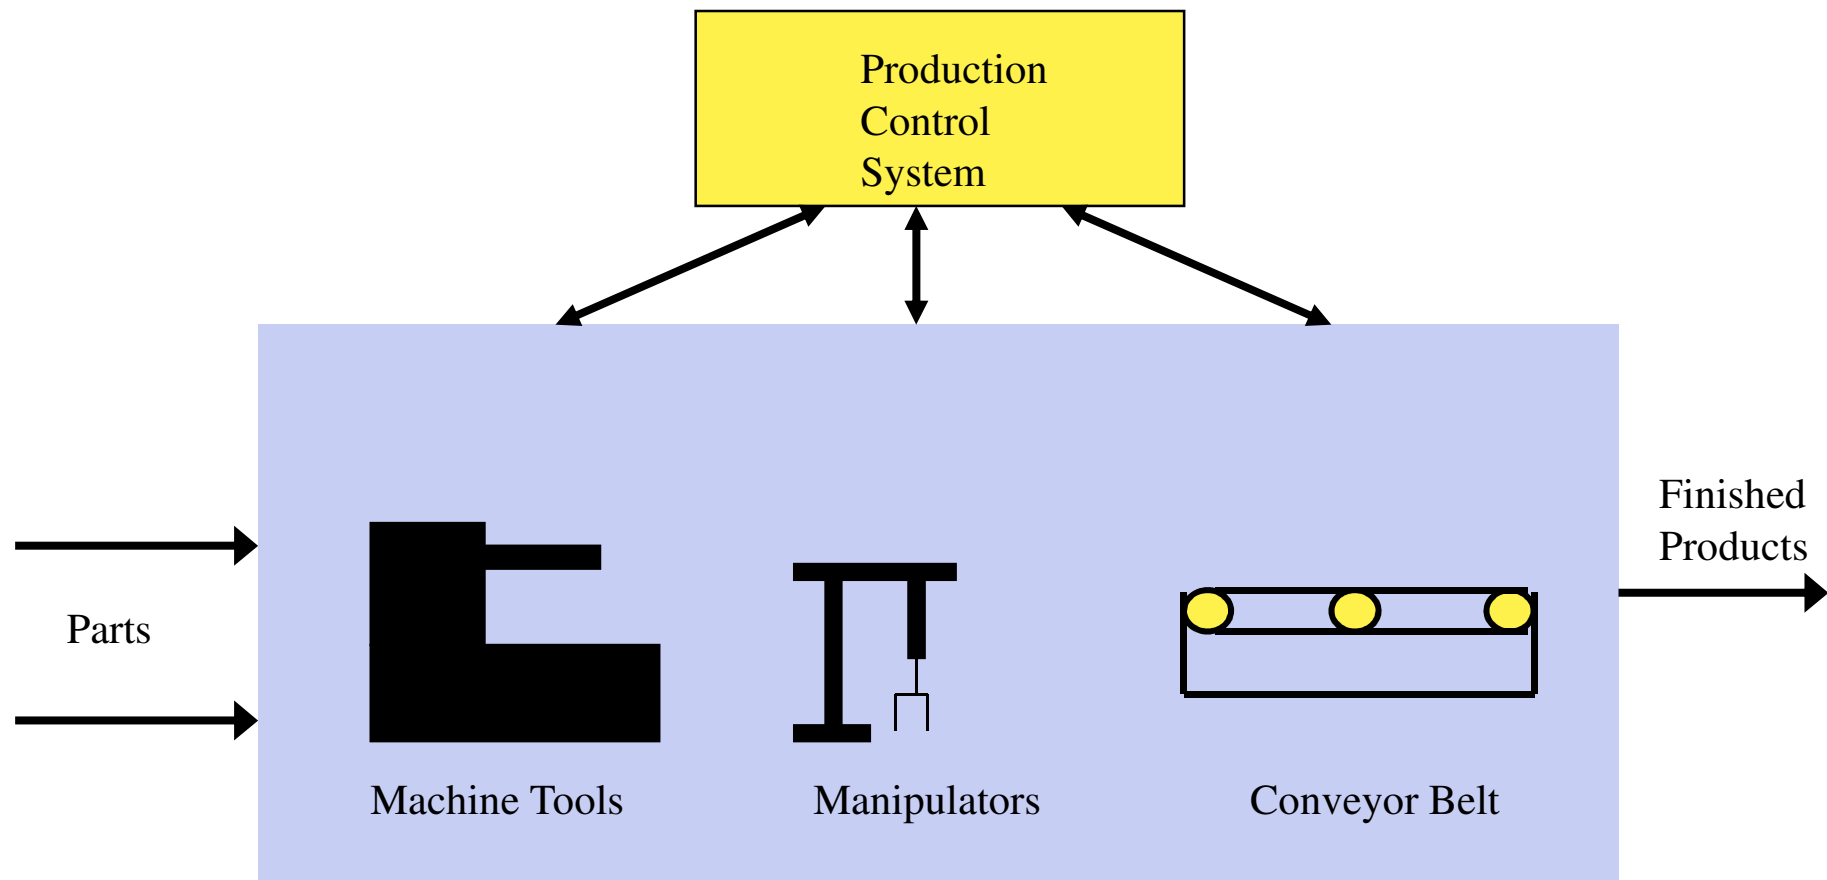 Production
Control
System
Finished
Products
Parts
Machine Tools
Manipulators
Conveyor Belt